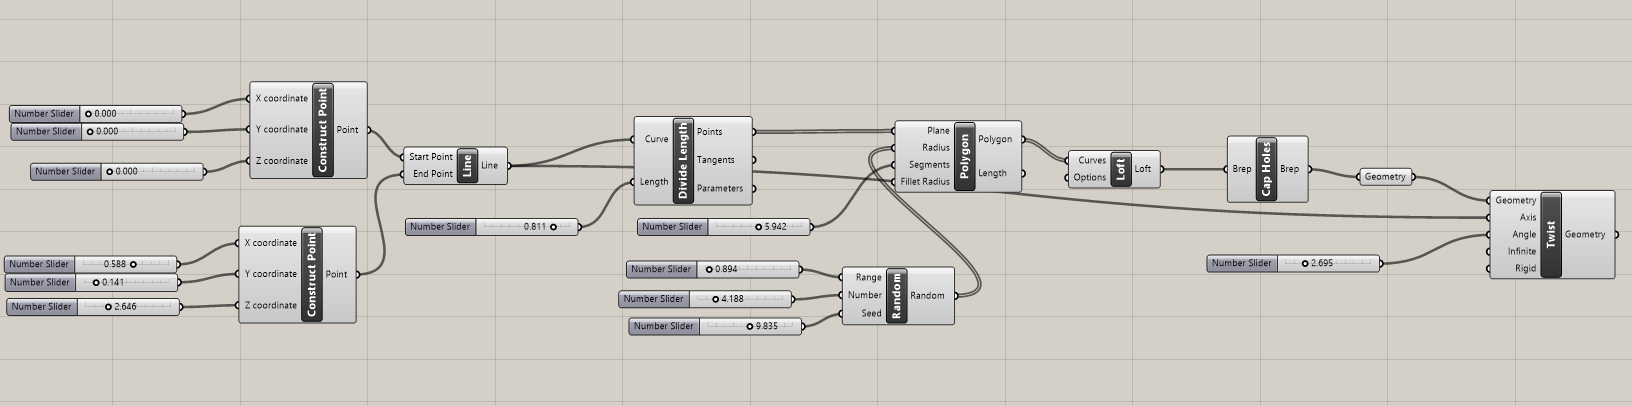 Number Slider 0.000
Number Slider 0.000
Number Slider 0.000
X coordinate
Y coordinate
Z coordinate
Construct Point
Point
Number Slider 0.588
Number Slider 0.141
Number Slider 2.646
X coordinate
Y coordinate
Z coordinate
Construct Point
Point
Start Point
End Point
Line
Line
Number Slider 0.811
Curve
Length
Divide Length
Points
Tangents
Parameters
Number Slider 5.942
Number Slider 0.894
Number Slider 4.188
Number Slider 9.835
Range
Number
Seed
Random
Random
Plane
Radius
Segments
Fillet Radius
Polygon
Polygon
Length
Curves
Options
Loft
Loft
Brep
Cap Holes
Brep
Geometry
Number Slider 2.695
Geometry
Axis
Angle
Infinite
Rigid
Twist
Geometry